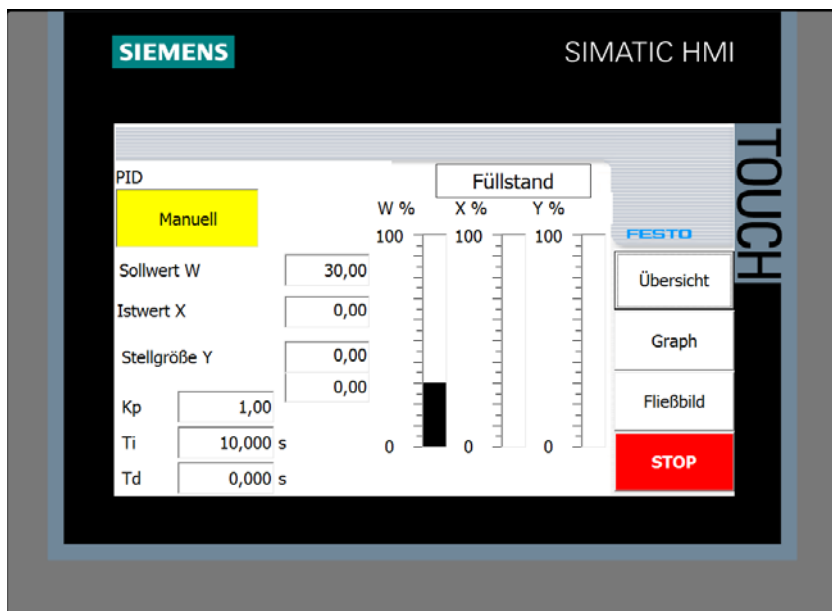 SIEMENS
SIMATIC HMI
TOUCH
PID
Füllstand
Manuell
W %
X %
Y %
100
100
100
FESTO
Sollwert W
30,00
Übersicht
Istwert X
0,00
Graph
Stellgröße Y
0,00
0,00
Fließbild
Kp
1,00
Ti
10,000 s
0
0
0
STOP
Td
0,000 s